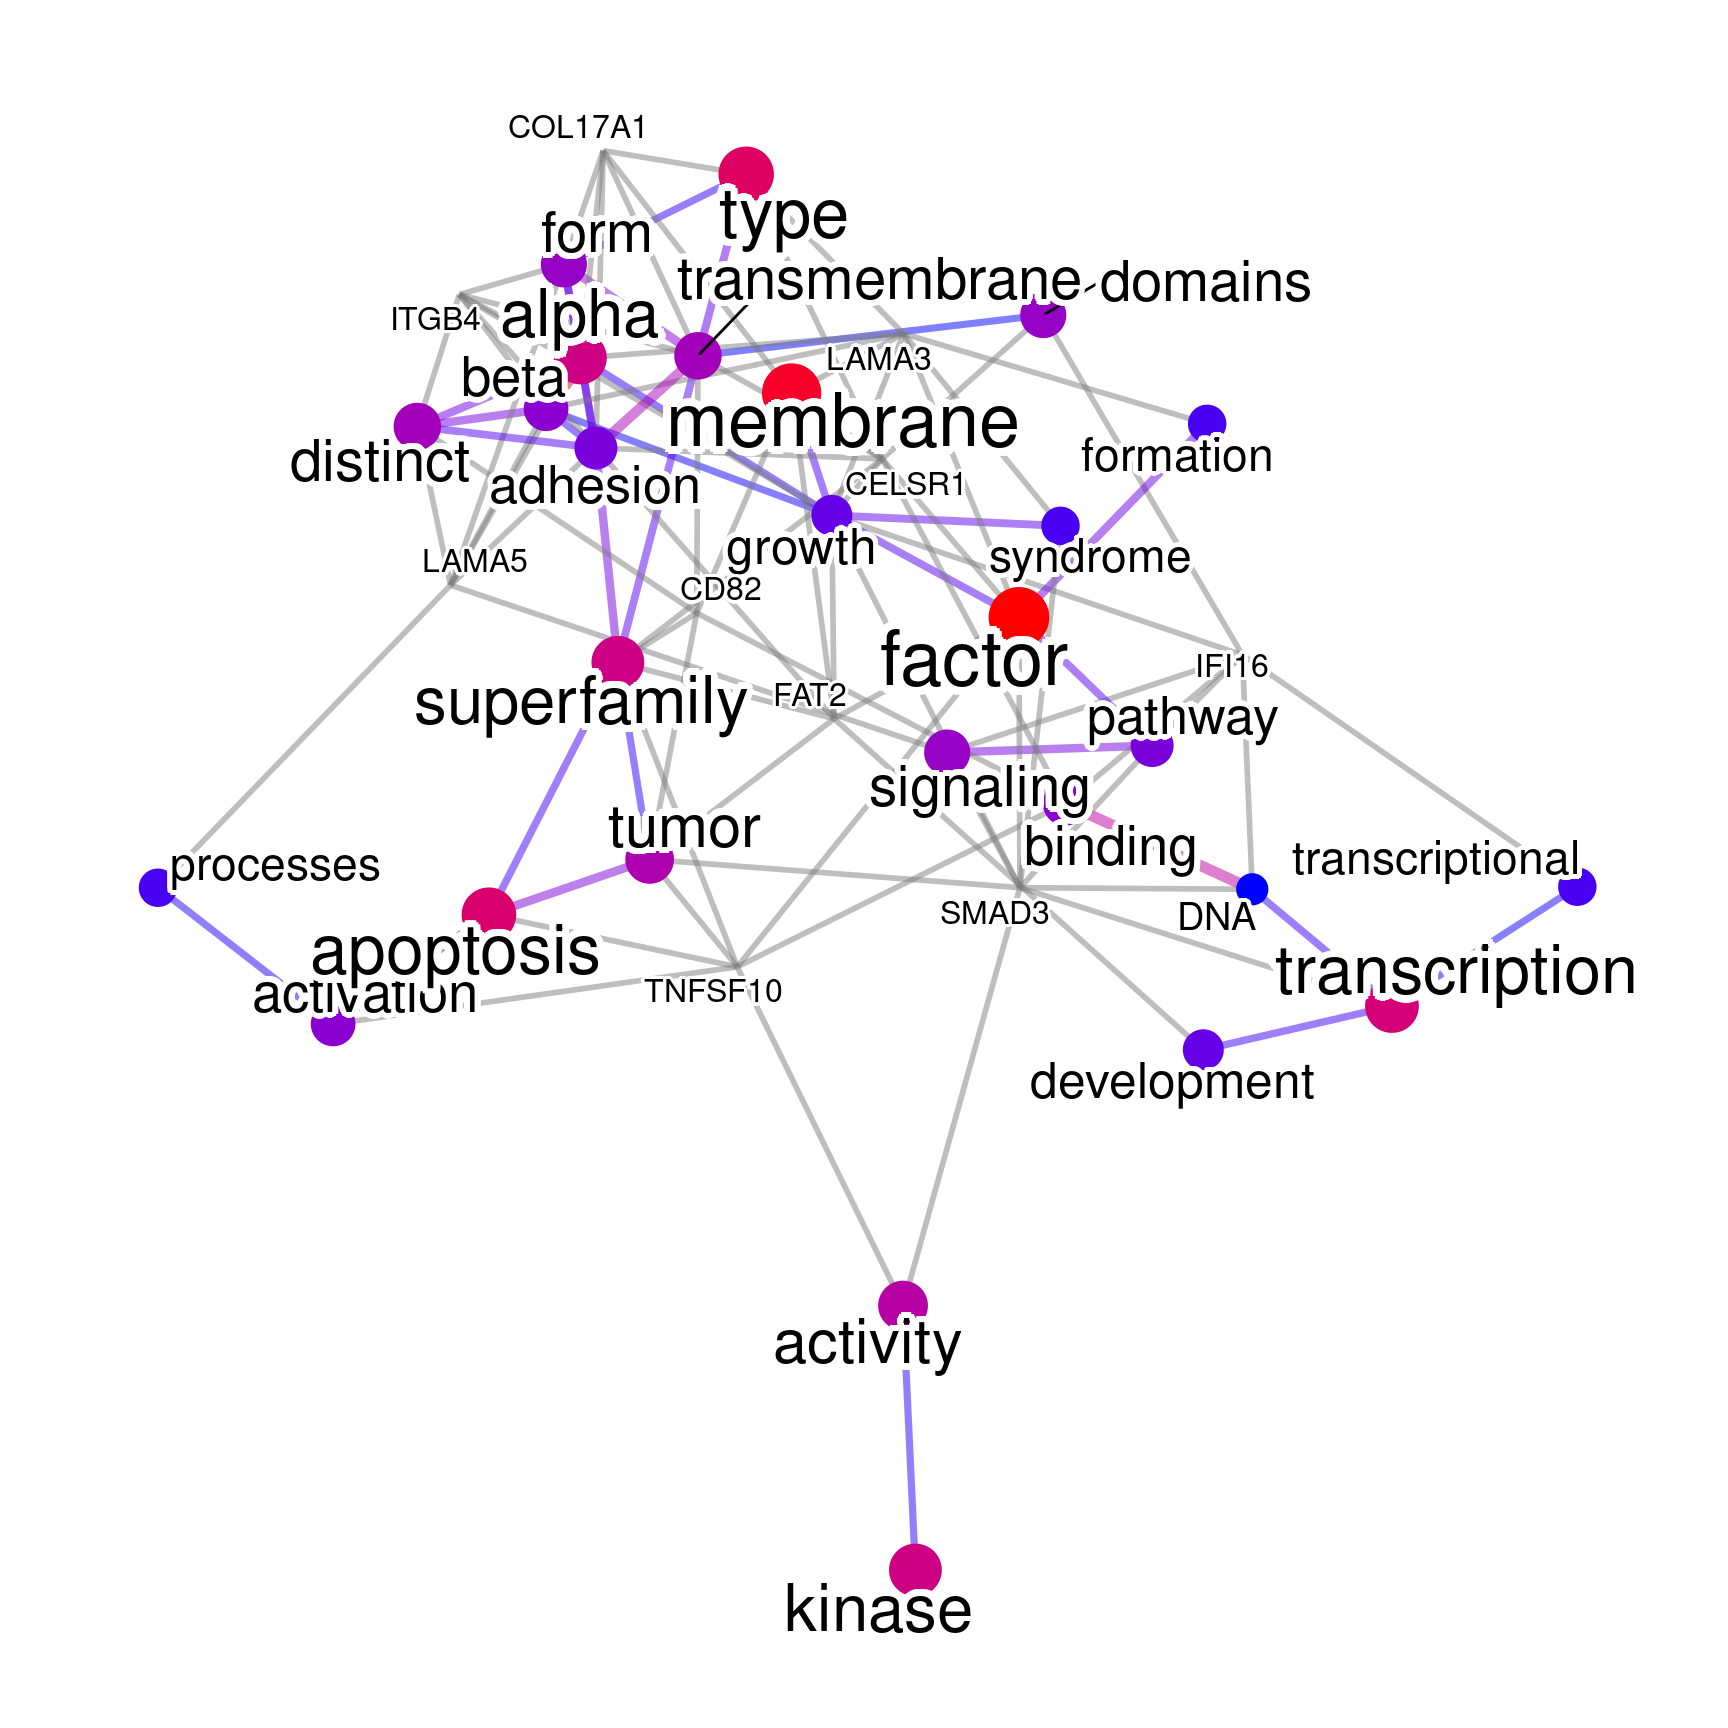 COL17A1
type
form
transmembrane
domains
ITGB4
alpha
LAMA3
beta
membrane
distinct
formation
adhesion
CELSR1
growth
syndrome
LAMA5
CD82
factor
IFI16
superfamily
FAT2
pathway
signaling
tumor
binding
transcriptional
processes
SMAD3
DNA
apoptosis
transcription
activation
TNFSF10
development
activity
kinase